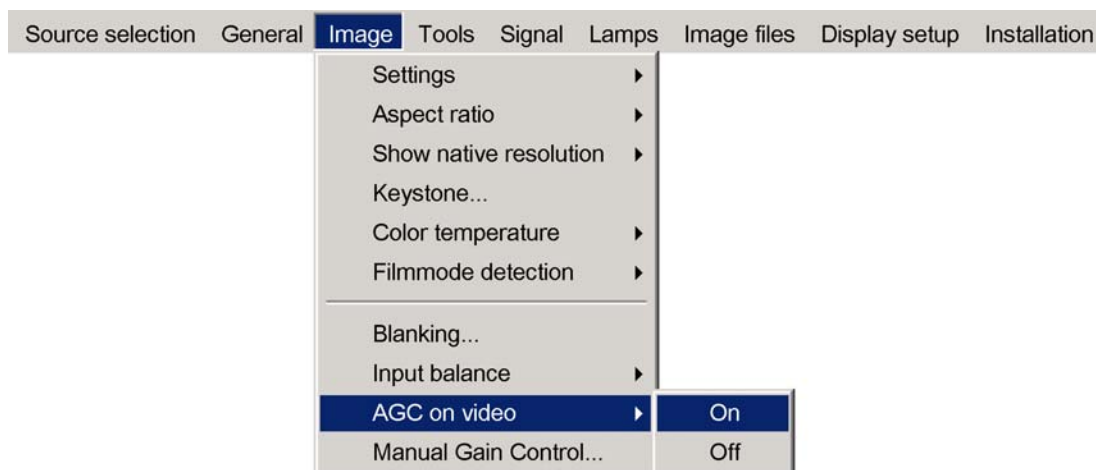 Source selection General Image Tools Signal Lamps Image files Display setup Installation
Settings
Aspect ratio
Show native resolution
Keystone...
Color temperature
Filmmode detection
Blanking...
Input balance
AGC on video On
Manual Gain Control... Off